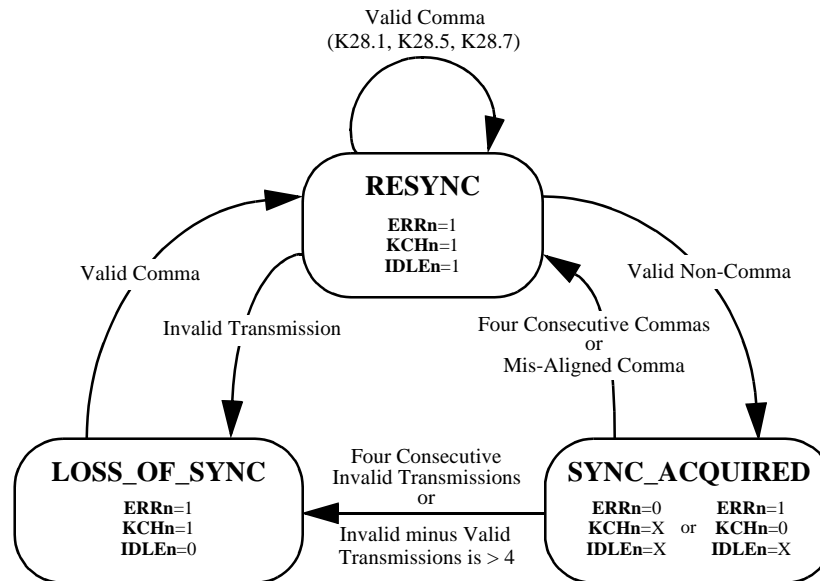 Valid Comma
(K28.1, K28.5, K28.7)
RESYNC
ERRn=1
KCHn=1
IDLEn=1
Valid Comma
Valid Non-Comma
Invalid Transmission
Four Consecutive Commas
or
Mis-Aligned Comma
LOSS_OF_SYNC
ERRn=1
KCHn=1
IDLEn=0
Four Consecutive
Invalid Transmissions
or
Invalid minus Valid
Transmissions is > 4
SYNC_ACQUIRED
ERRn=0 ERRn=1
KCHn=X or KCHn=0
IDLEn=X IDLEn=X